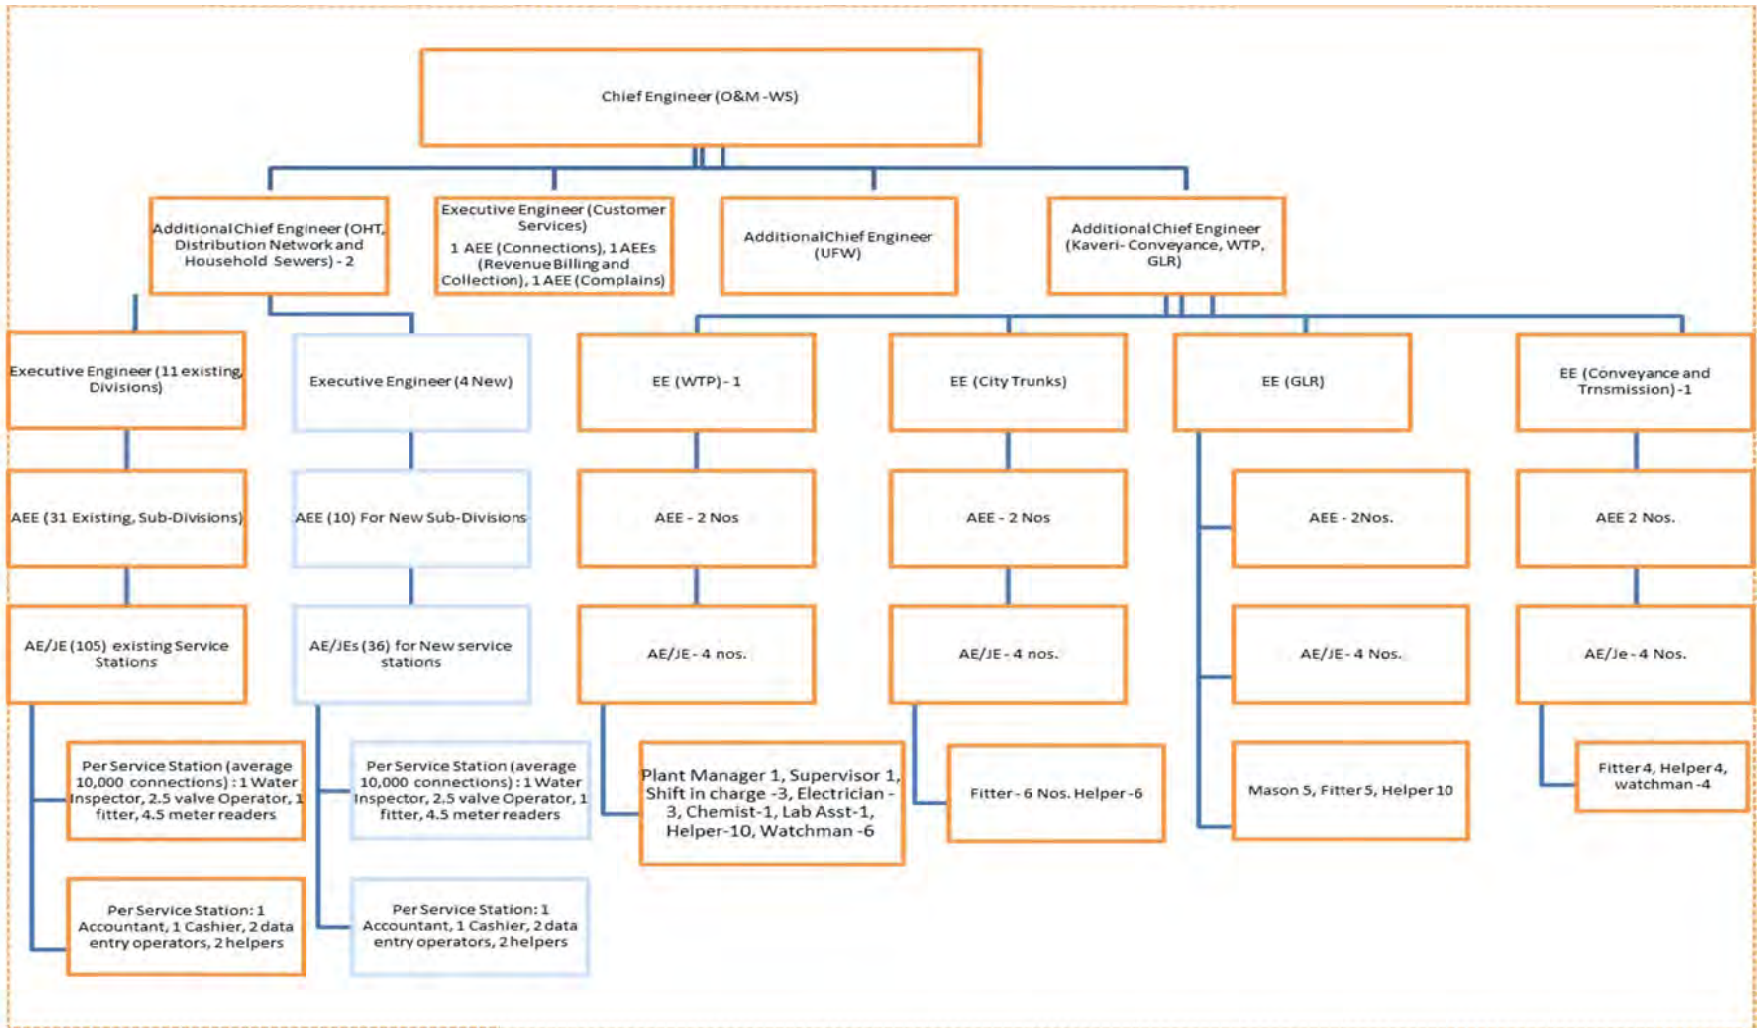 Chief Engineer (O&M -WS)
Additional Chief Engineer (OHT,
Distribution Network and
Household Sewers) - 2
Executive Engineer (Customer
Services)
1 AEE (Connections), 1AEEs
(Revenue Billing and
Collection), 1 AEE (Complains)
Additional Chief Engineer
(UFW)
Additional Chief Engineer
(Kaveri- Conveyance, WTP,
GLR)
Executive Engineer (11 existing,
Divisions)
Executive Engineer (4 New)
EE (WTP)- 1
EE (City Trunks)
EE (GLR)
EE (Conveyance and
Trnsmission) -1
AEE (31 Existing, Sub-Divisions)
AEE (10) For New Sub-Divisions
AEE - 2 Nos
AEE - 2 Nos
AEE - 2Nos.
AEE 2 Nos.
AE/JE (105) existing Service
Stations
AE/JEs (36) for New service
stations
AE/JE - 4 nos.
AE/JE - 4 nos.
AE/JE - 4 Nos.
AE/Je - 4 Nos.
Per Service Station (average
10,000 connections) : 1 Water
Inspector, 2.5 valve Operator, 1
fitter, 4.5 meter readers
Per Service Station (average
10,000 connections) : 1 Water
Inspector, 2.5 valve Operator, 1
fitter, 4.5 meter readers
Plant Manager 1, Supervisor 1,
Shift in charge -3, Electrician -
3, Chemist-1, Lab Asst-1,
Helper-10, Watchman -6
Fitter - 6 Nos. Helper -6
Mason 5, Fitter 5, Helper 10
Fitter 4, Helper 4,
watchman -4
Per Service Station: 1
Accountant, 1 Cashier, 2 data
entry operators, 2 helpers
Per Service Station: 1
Accountant, 1 Cashier, 2 data
entry operators, 2 helpers